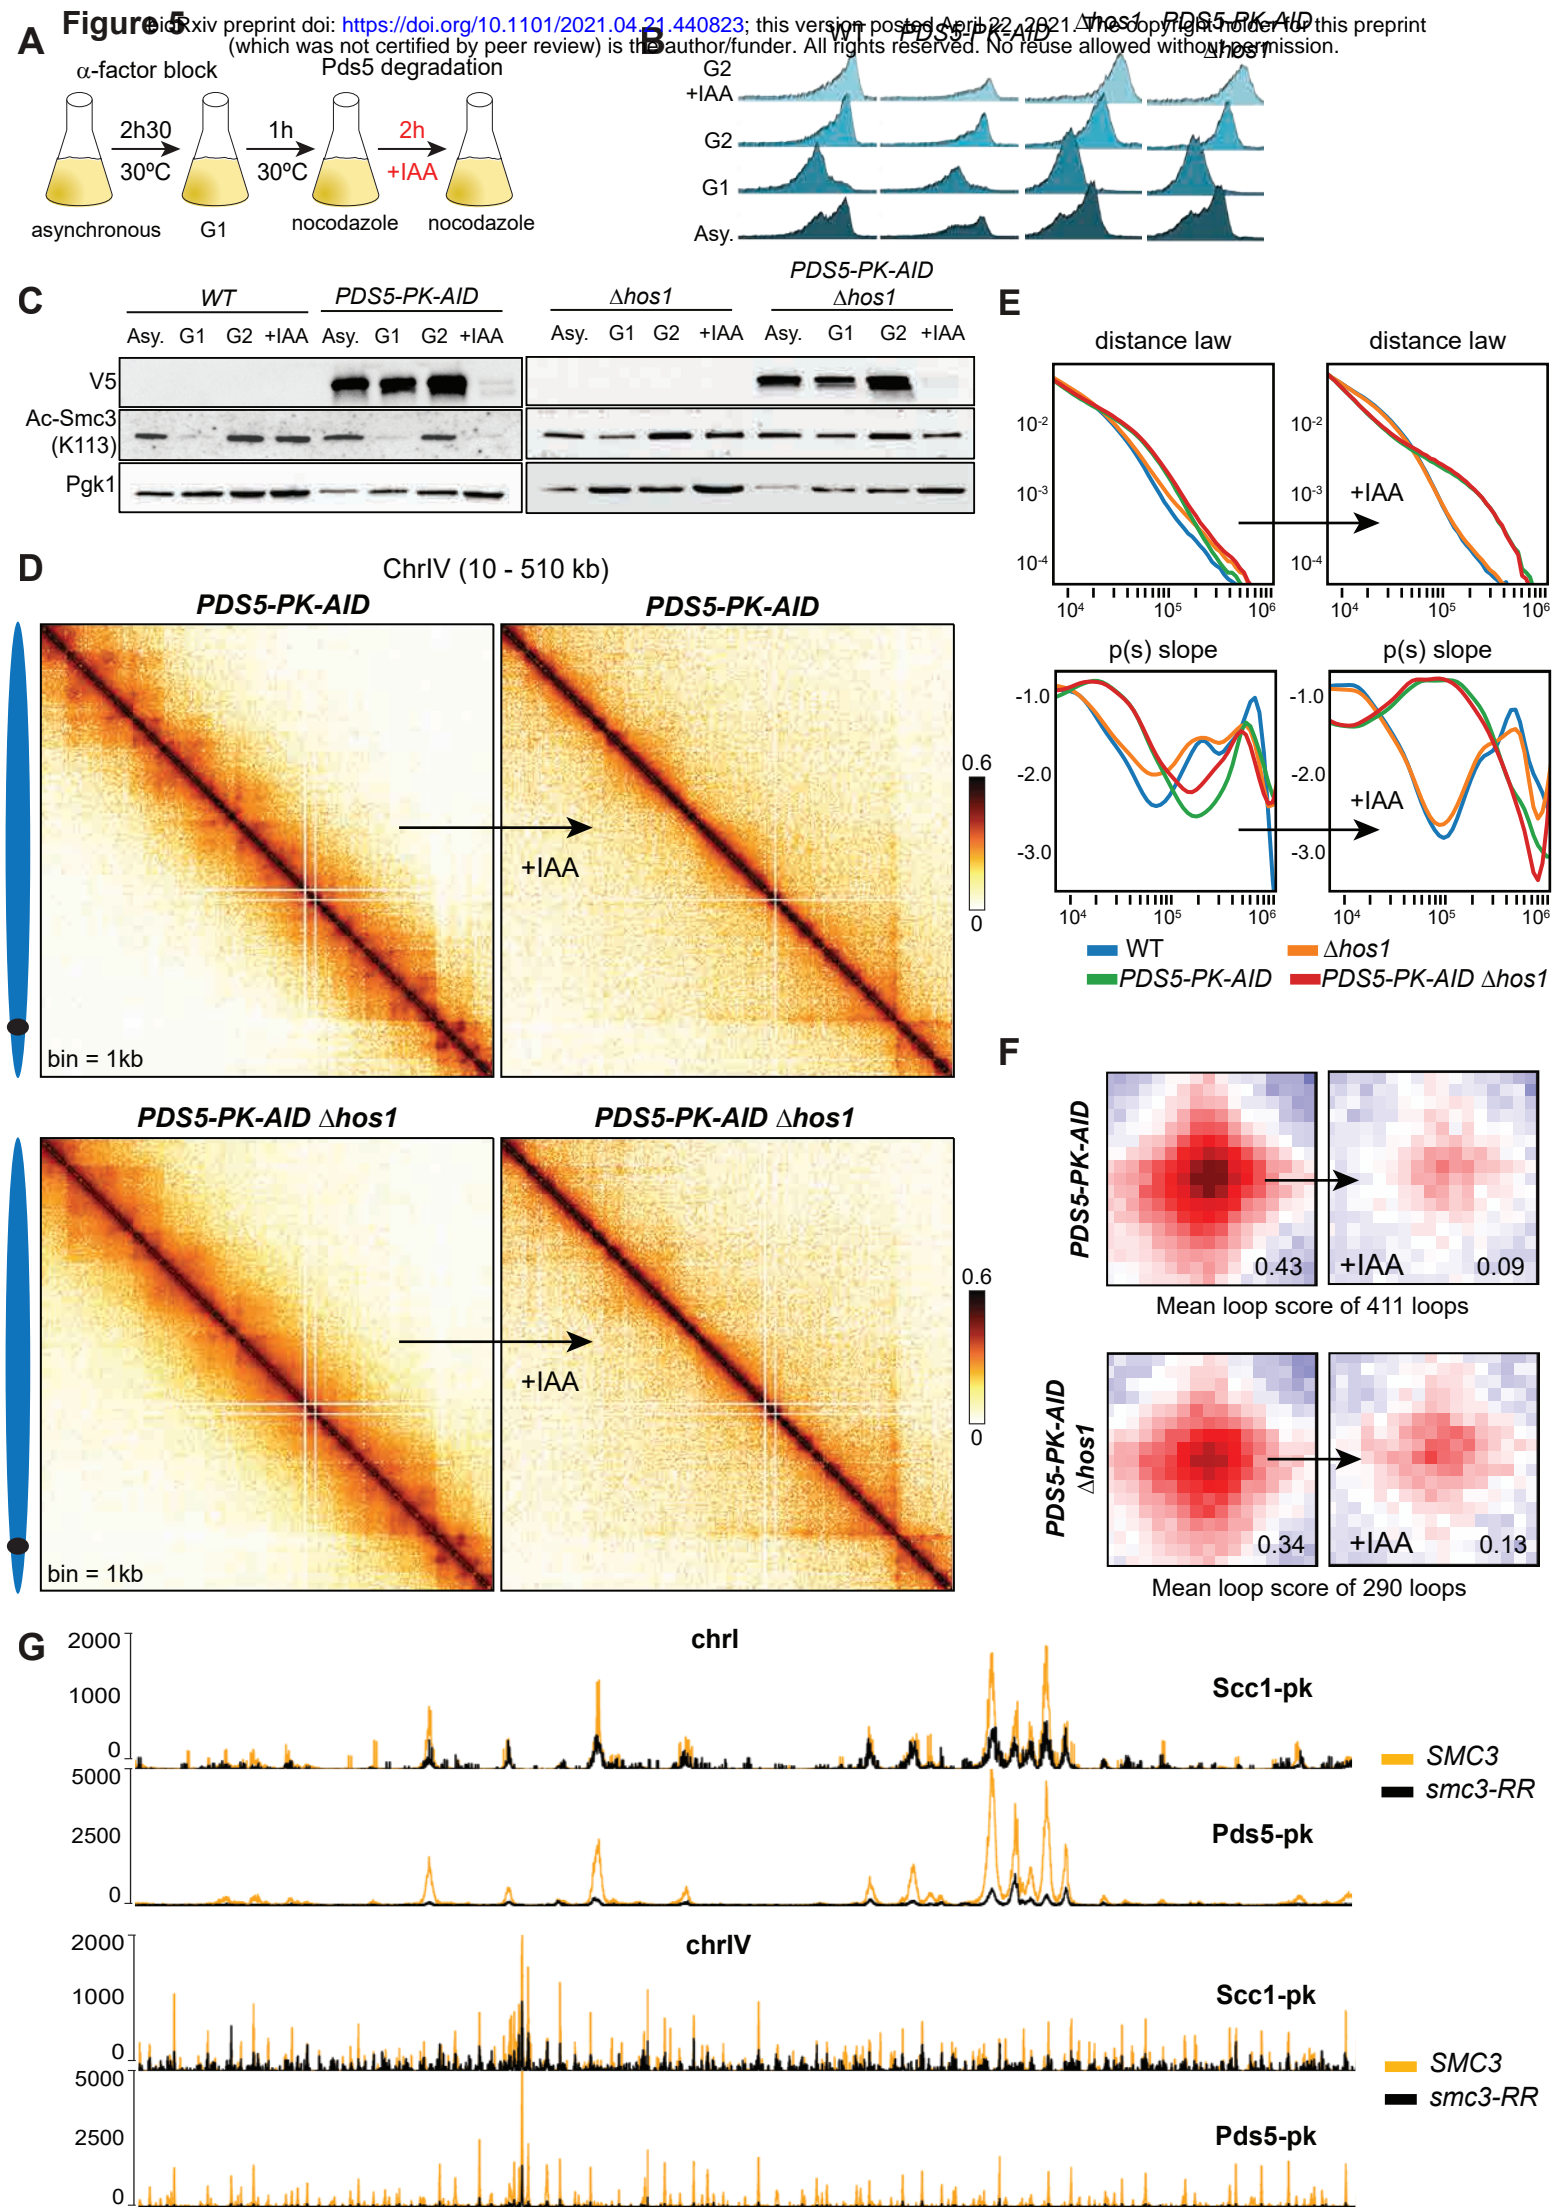 Figure 5
bioRxiv preprint doi: https://doi.org/10.1101/2021.04.21.440823; this version posted April 22, 2021. The copyright holder for this preprint
(which was not certified by peer review) is the author/funder. All rights reserved. No reuse allowed without permission.
A
α-factor block
Pds5 degradation
2h30
30ºC
1h
30ºC
2h
+IAA
asynchronous
G1
nocodazole
nocodazole
B
WT
PDS5-PK-AID
Δhos1
PDS5-PK-AID
Δhos1
G2
+IAA
G2
G1
Asy.
C
WT
PDS5-PK-AID
Δhos1
PDS5-PK-AID
Δhos1
Asy. G1 G2 +IAA Asy. G1 G2 +IAA
Asy. G1 G2 +IAA Asy. G1 G2 +IAA
V5
Ac-Smc3
(K113)
Pgk1
D
ChrIV (10 - 510 kb)
PDS5-PK-AID
PDS5-PK-AID
+IAA
bin = 1kb
0.6
0
PDS5-PK-AID Δhos1
PDS5-PK-AID Δhos1
+IAA
bin = 1kb
0.6
0
E
distance law
distance law
10-2
10-3
10-4
10-2
10-3
10-4
+IAA
104 105 106
104 105 106
p(s) slope
p(s) slope
-1.0
-2.0
-3.0
-1.0
-2.0
-3.0
+IAA
104 105 106
104 105 106
WT
Δhos1
PDS5-PK-AID
PDS5-PK-AID Δhos1
F
PDS5-PK-AID
0.43
+IAA
0.09
Mean loop score of 411 loops
PDS5-PK-AID
Δhos1
0.34
+IAA
0.13
Mean loop score of 290 loops
G
chrI
2000
1000
0
Scc1-pk
5000
2500
0
Pds5-pk
SMC3
smc3-RR
chrIV
2000
1000
0
Scc1-pk
5000
2500
0
Pds5-pk
SMC3
smc3-RR